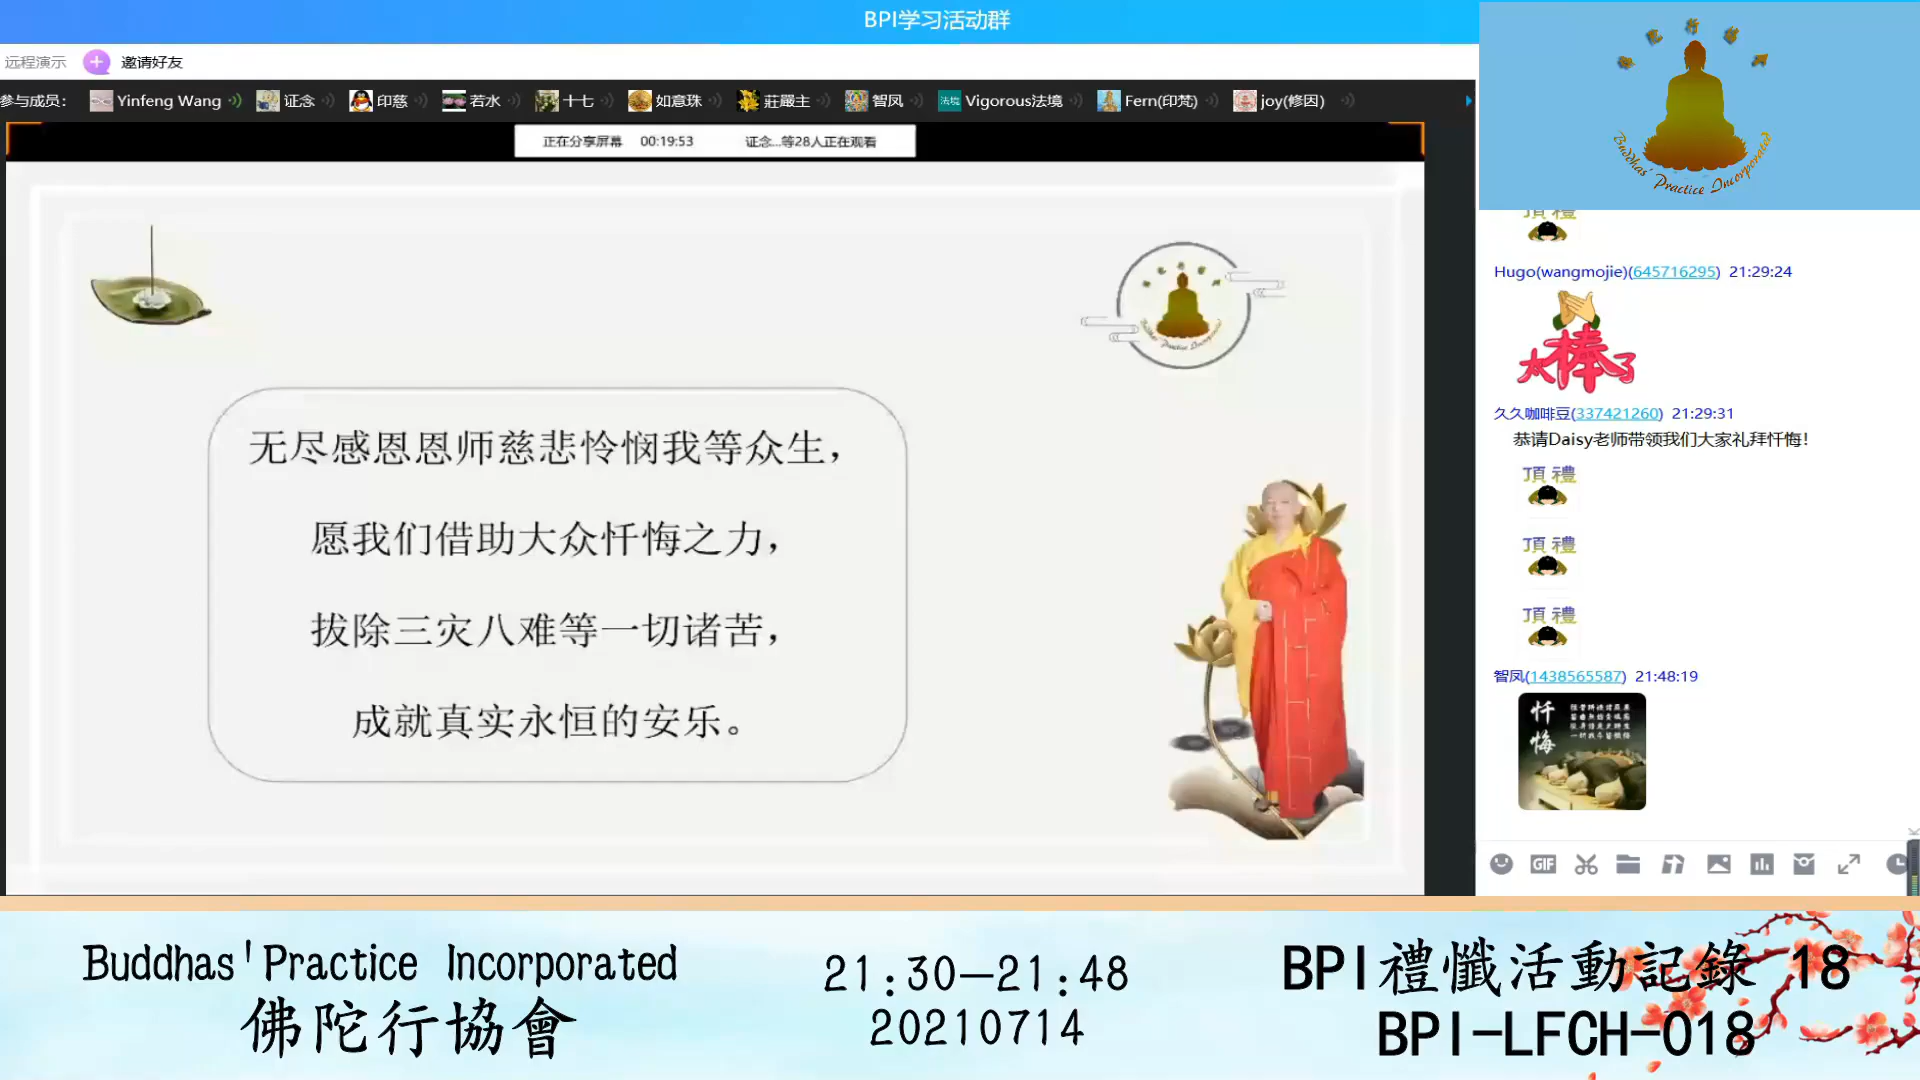 BPI学习活动群
远程演示 邀请好友
参与成员： Yinfeng Wang 证念 印慈 若水 十七 如意珠 莊嚴主 智凤 Vigorous法境 Fern(印梵) joy(修因)
正在分享屏幕 00:19:53 证念...等28人正在观看
无尽感恩恩师慈悲怜悯我等众生，
愿我们借助大众忏悔之力，
拔除三灾八难等一切诸苦，
成就真实永恒的安乐。
Buddhas' Practice Incorporated
頂禮
Hugo(wangmojie)(645716295) 21:29:24
太棒了
久久咖啡豆(337421260) 21:29:31
恭请Daisy老师带领我们大家礼拜忏悔！
頂禮
頂禮
頂禮
智凤(1438565587) 21:48:19
忏悔
GIF
Buddhas'Practice Incorporated
佛陀行協會
21:30—21:48
20210714
BPI禮懺活動記錄 18
BPI-LFCH-018